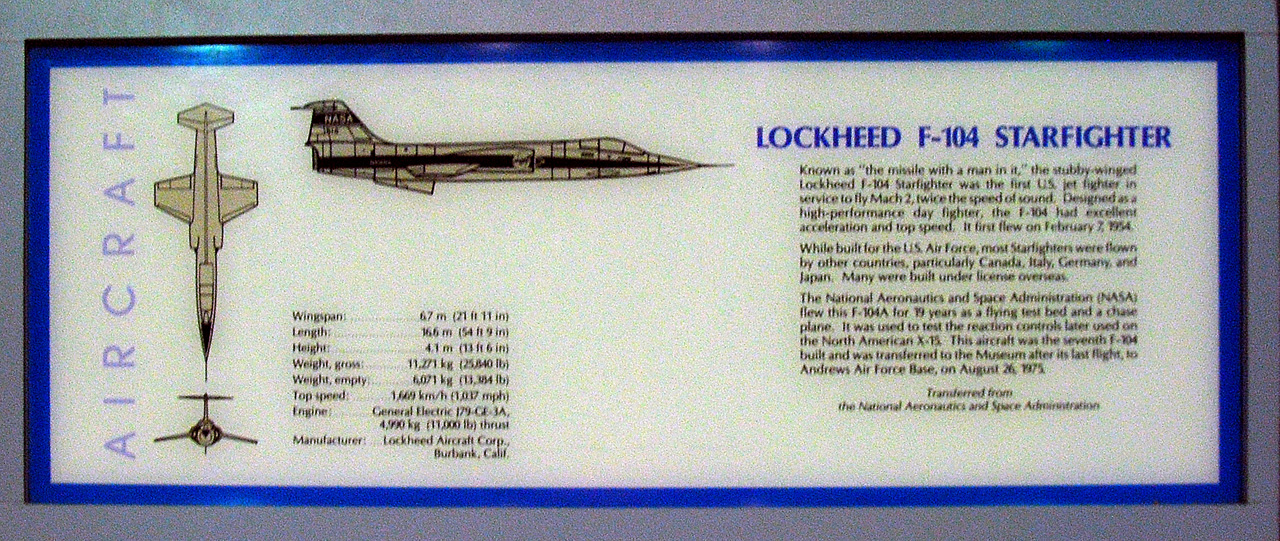 AIRCRAFT
NASA
LOCKHEED F-104 STARFIGHTER
Known as "the missile with a man in it," the stubby-winged
Lockheed F-104 Starfighter was the first U.S. jet fighter in
service to fly Mach 2, twice the speed of sound. Designed as a
high-performance day fighter, the F-104 had excellent
acceleration and top speed. It first flew on February 7, 1954.
While built for the U.S. Air Force, most Starfighters were flown
by other countries, particularly Canada, Italy, Germany, and
Japan. Many were built under license overseas.
The National Aeronautics and Space Administration (NASA)
flew this F-104A for 19 years as a flying test bed and a chase
plane. It was used to test the reaction controls later used on
the North American X-15. This aircraft was the seventh F-104
built and was transferred to the Museum after its last flight, to
Andrews Air Force Base, on August 26, 1975.
Transferred from
the National Aeronautics and Space Administration
Wingspan: 6.7 m (21 ft 11 in)
Length: 16.6 m (54 ft 9 in)
Height: 4.1 m (13 ft 6 in)
Weight, gross: 11,271 kg (25,840 lb)
Weight, empty: 6,071 kg (13,384 lb)
Top speed: 1,669 km/h (1,037 mph)
Engine: General Electric J79-GE-3A,
4,990 kg (11,000 lb) thrust
Manufacturer: Lockheed Aircraft Corp.,
Burbank, Calif.